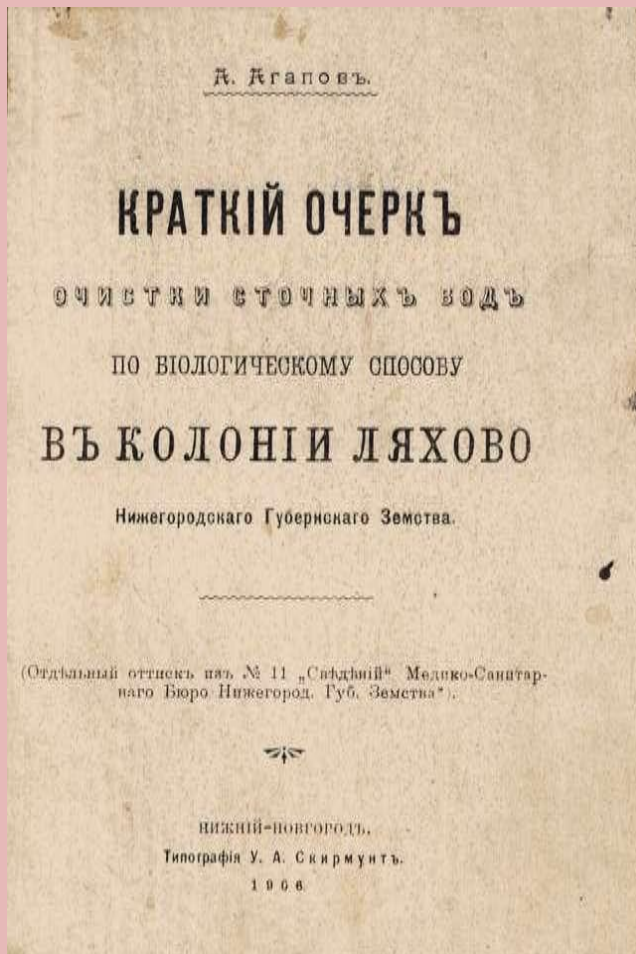 А. Агаповъ.
КРАТКІЙ ОЧЕРКЪ
ОЧИСТКИ СТОЧНЫХЪ ВОДЪ
ПО БІОЛОГИЧЕСКОМУ СПОСОБУ
ВЪ КОЛОНІИ ЛЯХОВО
Нижегородскаго Губернскаго Земства.
(Отдѣльный оттискъ изъ № 11 „Свѣдѣній“ Медико-Санитар-
наго Бюро Нижегород. Губ. Земства“).
НИЖНІЙ-НОВГОРОДЪ.
Типографія У. А. Скирмунтъ.
1906